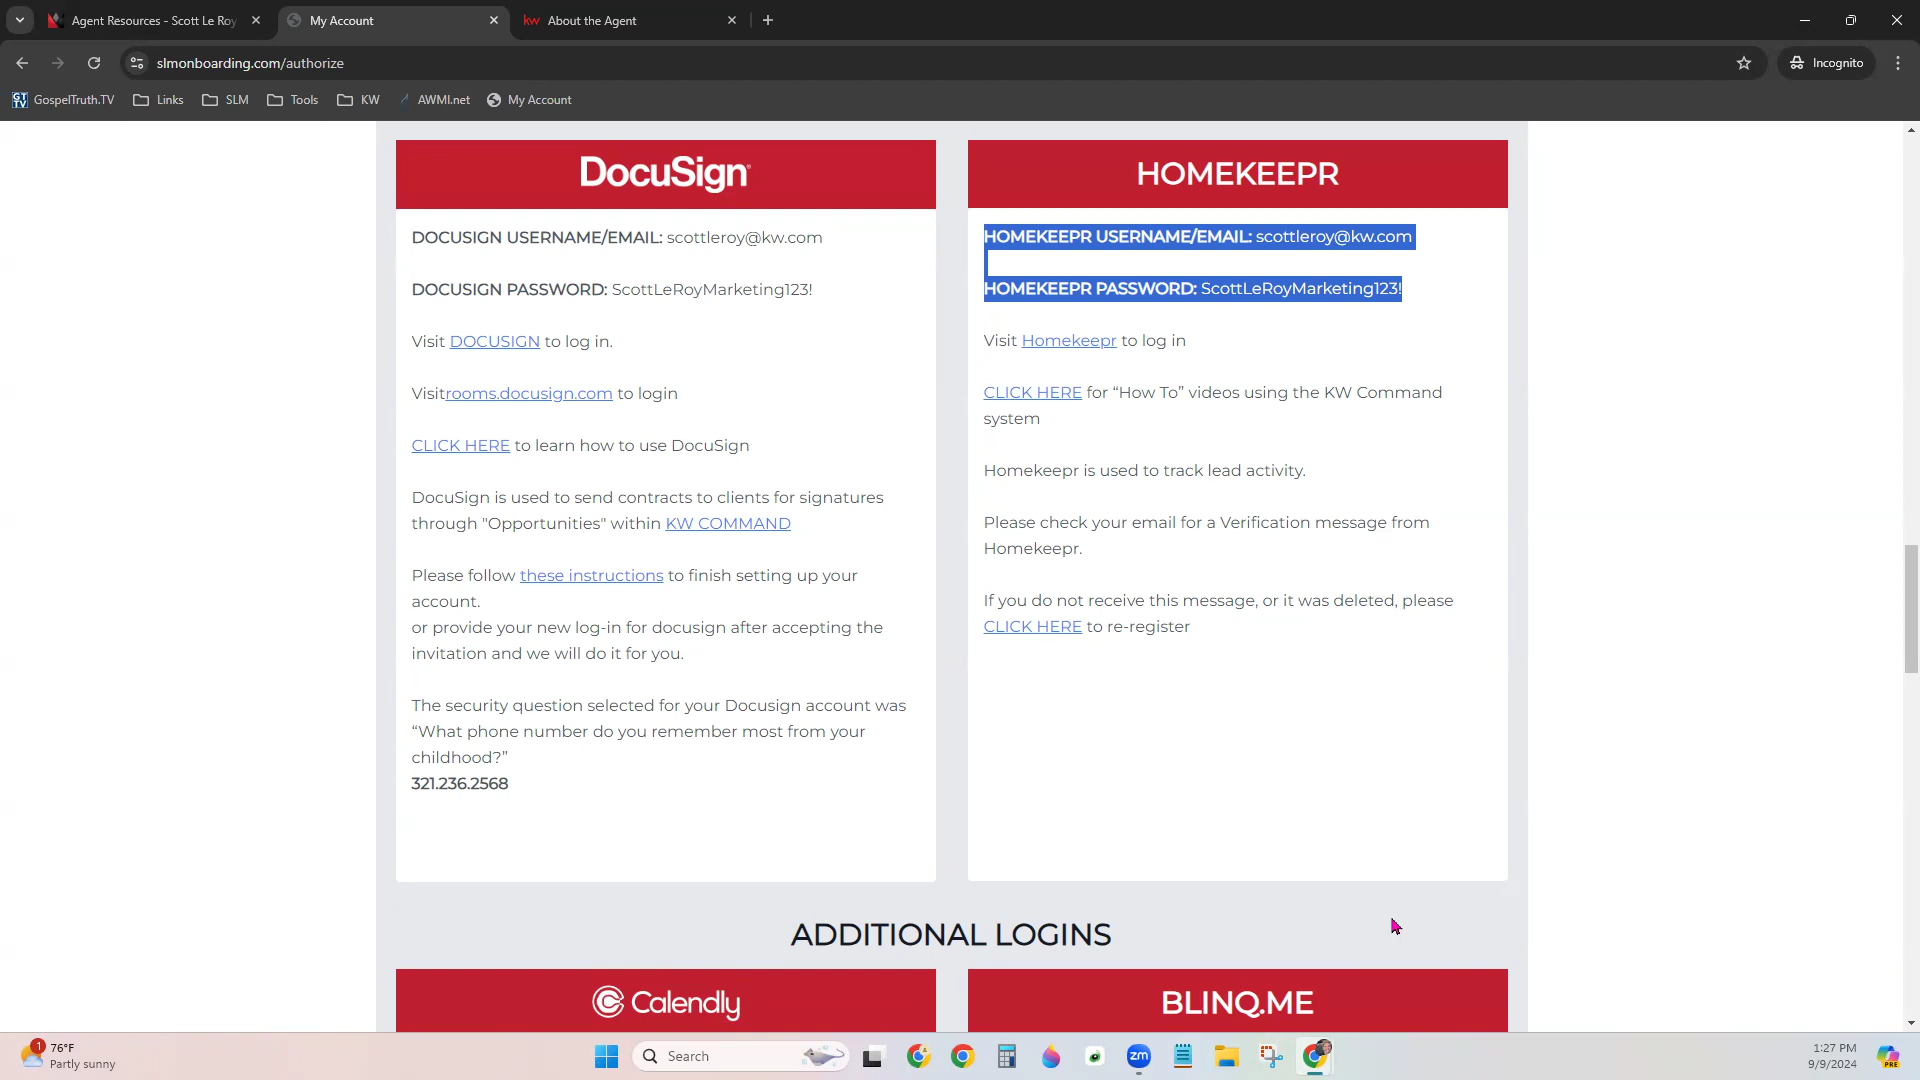 Agent Resources - Scott Le Roy
My Account
kw About the Agent
slmonboarding.com/authorize
Incognito
GT TV GospelTruth.TV
Links
SLM
Tools
KW
AWMI.net
My Account
DocuSign
DOCUSIGN USERNAME/EMAIL: scottleroy@kw.com
DOCUSIGN PASSWORD: ScottLeRoyMarketing123!
Visit DOCUSIGN to log in.
Visitrooms.docusign.com to login
CLICK HERE to learn how to use DocuSign
DocuSign is used to send contracts to clients for signatures
through "Opportunities" within KW COMMAND
Please follow these instructions to finish setting up your
account.
or provide your new log-in for docusign after accepting the
invitation and we will do it for you.
The security question selected for your Docusign account was
“What phone number do you remember most from your
childhood?”
321.236.2568
HOMEKEEPR
HOMEKEEPR USERNAME/EMAIL: scottleroy@kw.com
HOMEKEEPR PASSWORD: ScottLeRoyMarketing123!
Visit Homekeepr to log in
CLICK HERE for “How To” videos using the KW Command
system
Homekeepr is used to track lead activity.
Please check your email for a Verification message from
Homekeepr.
If you do not receive this message, or it was deleted, please
CLICK HERE to re-register
ADDITIONAL LOGINS
Calendly
BLINQ.ME
1
76°F
Partly sunny
Search
zm
PRE
1:27 PM
9/9/2024